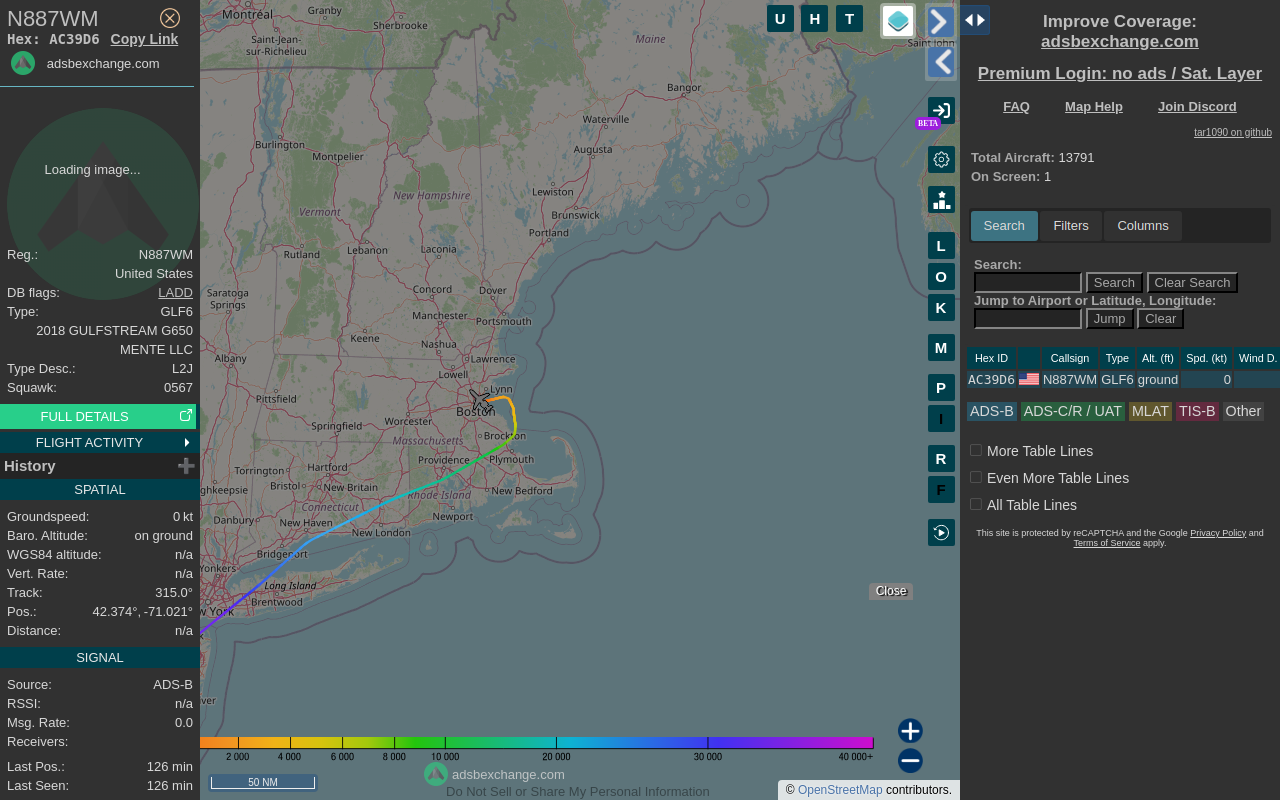 N887WM
Hex: AC39D6 Copy Link
adsbexchange.com
Loading image...
Reg.: N887WM
United States
DB flags: LADD
Type: GLF6
2018 GULFSTREAM G650
MENTE LLC
Type Desc.: L2J
Squawk: 0567
FULL DETAILS
FLIGHT ACTIVITY
History
SPATIAL
Groundspeed: 0 kt
Baro. Altitude: on ground
WGS84 altitude: n/a
Vert. Rate: n/a
Track: 315.0°
Pos.: 42.374°, -71.021°
Distance: n/a
SIGNAL
Source: ADS-B
RSSI: n/a
Msg. Rate: 0.0
Receivers:
Last Pos.: 126 min
Last Seen: 126 min
Montréal
Granby
Sherbrooke
Saint-Jean-
sur-Richelieu
Maine
Saint John
Bangor
Waterville
Burlington
Augusta
Montpelier
New Hampshire
Lewiston
Vermont
Brunswick
Portland
Rutland
Lebanon
Laconia
Saratoga
Springs
Concord
Dover
Manchester
Portsmouth
Keene
Nashua
Albany
Lawrence
Lowell
Lynn
Pittsfield
Boston
Worcester
Springfield
Massachusetts
Brockton
Providence
Plymouth
Torrington
Hartford
Bristol
New Britain
New Bedford
ghkeepsie
Rhode Island
Connecticut
Danbury
New Haven
Newport
New London
Bridgeport
Yonkers
Long Island
Brentwood
w York
k
iver
U H T
BETA
L
O
K
M
P
I
R
F
Close
2 000 4 000 6 000 8 000 10 000 20 000 30 000 40 000+
50 NM
adsbexchange.com
Do Not Sell or Share My Personal Information
© OpenStreetMap contributors.
Improve Coverage:
adsbexchange.com
Premium Login: no ads / Sat. Layer
FAQ Map Help Join Discord
tar1090 on github
Total Aircraft: 13791
On Screen: 1
Search Filters Columns
Search:
Search Clear Search
Jump to Airport or Latitude, Longitude:
Jump Clear
Hex ID Callsign Type Alt. (ft) Spd. (kt) Wind D.
AC39D6 N887WM GLF6 ground 0
ADS-B ADS-C/R / UAT MLAT TIS-B Other
More Table Lines
Even More Table Lines
All Table Lines
This site is protected by reCAPTCHA and the Google Privacy Policy and
Terms of Service apply.